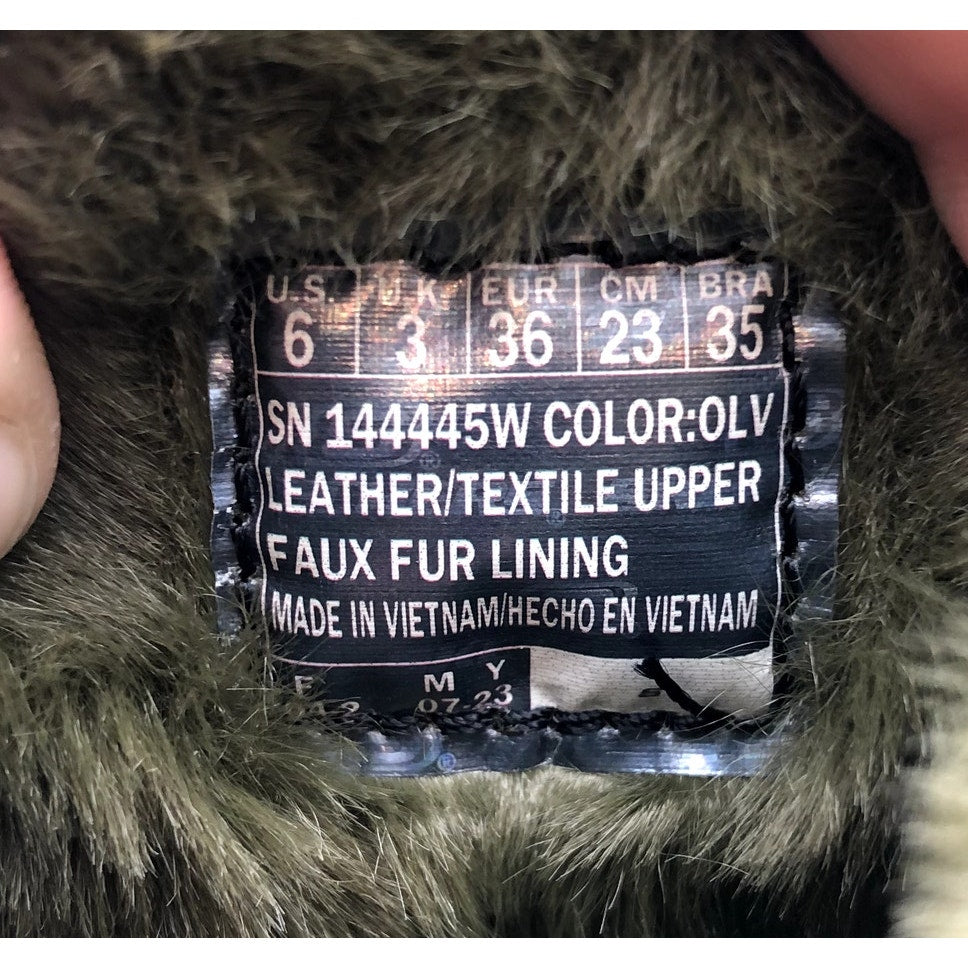 U.S. U.K. EUR CM BRA
6 3 36 23 35
SN 144445W COLOR:OLV
LEATHER/TEXTILE UPPER
FAUX FUR LINING
MADE IN VIETNAM/HECHO EN VIETNAM
F M Y
07-23